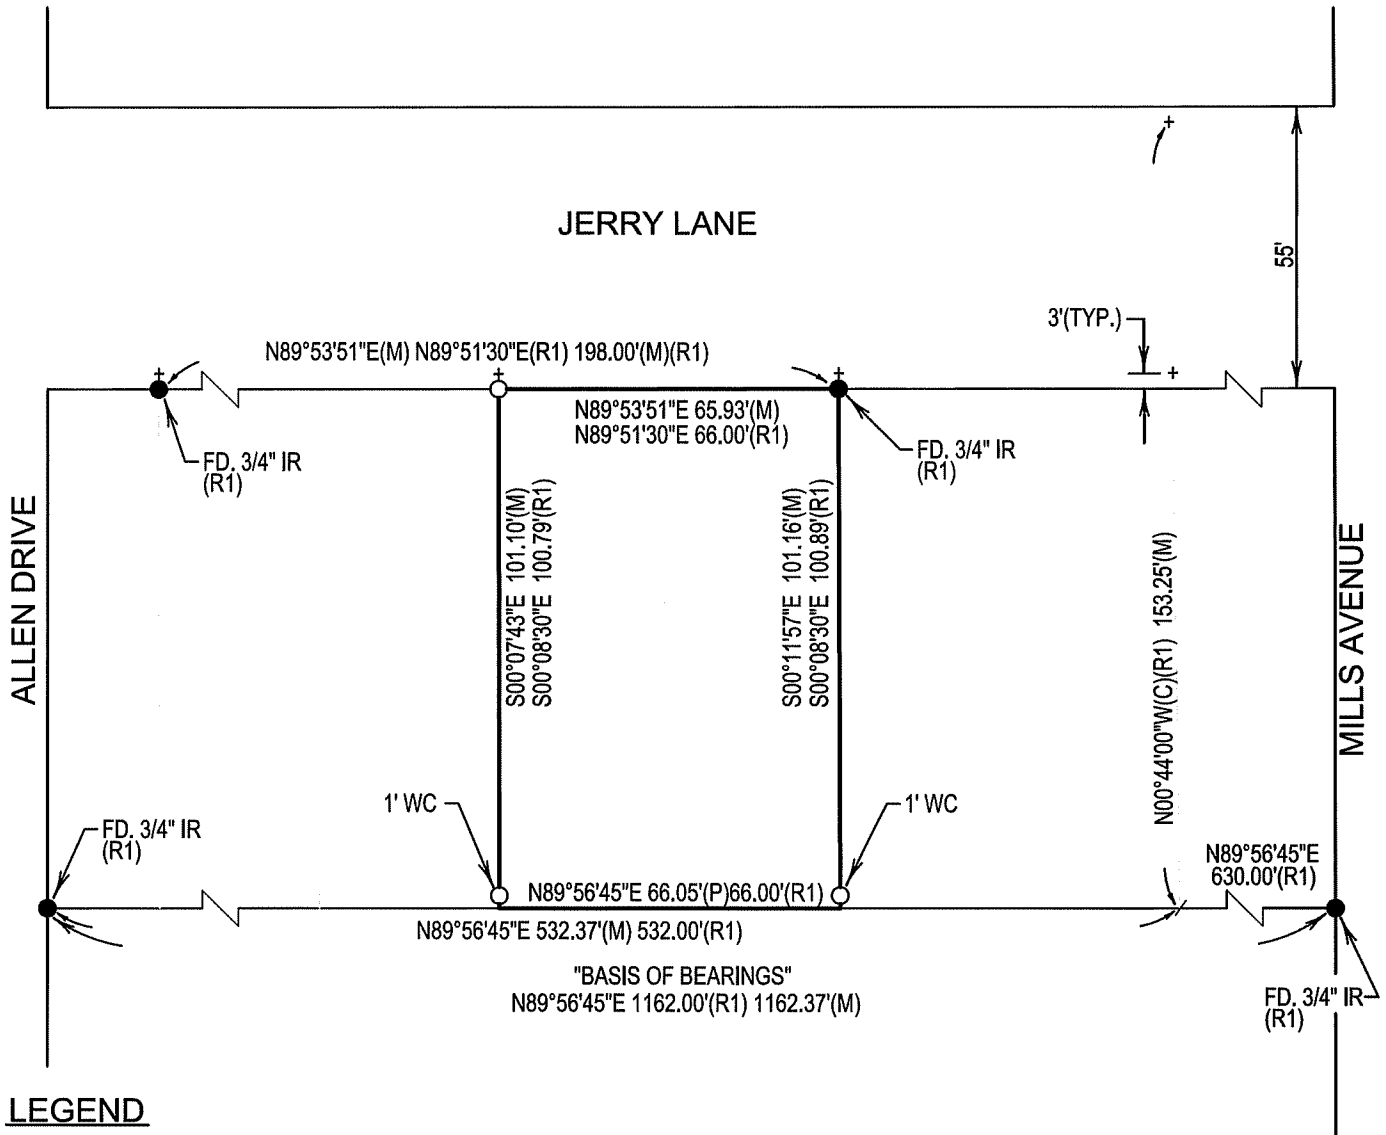 JERRY LANE
55'
3'(TYP.)
N89°53'51"E(M) N89°51'30"E(R1) 198.00'(M)(R1)
N89°53'51"E 65.93'(M)
N89°51'30"E 66.00'(R1)
FD. 3/4" IR
(R1)
FD. 3/4" IR
(R1)
ALLEN DRIVE
S00°07'43"E 101.10'(M)
S00°08'30"E 100.79'(R1)
S00°11'57"E 101.16'(M)
S00°08'30"E 100.89'(R1)
N00°44'00"W(C)(R1) 153.25'(M)
MILLS AVENUE
1' WC
1' WC
FD. 3/4" IR
(R1)
N89°56'45"E
630.00'(R1)
N89°56'45"E 66.05'(P)66.00'(R1)
N89°56'45"E 532.37'(M) 532.00'(R1)
"BASIS OF BEARINGS"
N89°56'45"E 1162.00'(R1) 1162.37'(M)
FD. 3/4" IR
(R1)
LEGEND